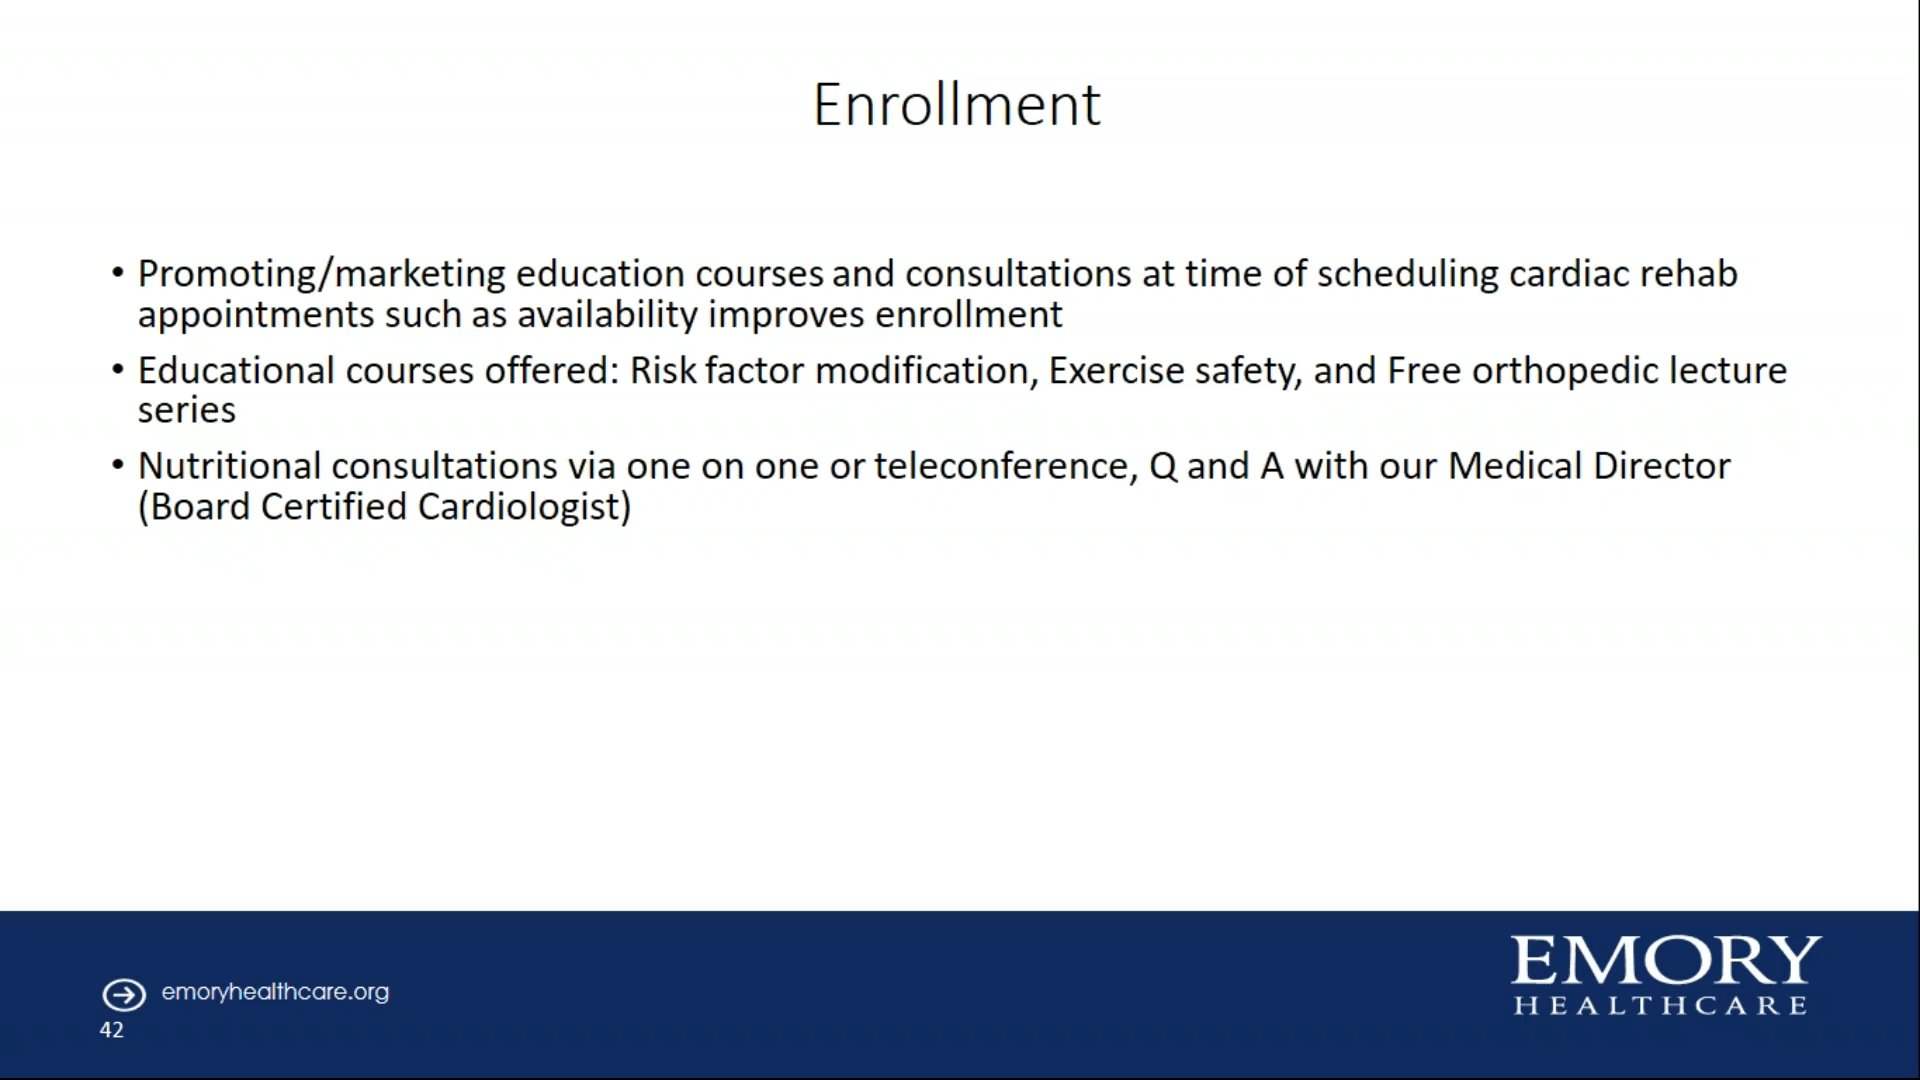 Enrollment
• Promoting/marketing education courses and consultations at time of scheduling cardiac rehab
appointments such as availability improves enrollment
• Educational courses offered: Risk factor modification, Exercise safety, and Free orthopedic lecture
series
• Nutritional consultations via one on one or teleconference, Q and A with our Medical Director
(Board Certified Cardiologist)
emoryhealthcare.org
42
EMORY
HEALTHCARE